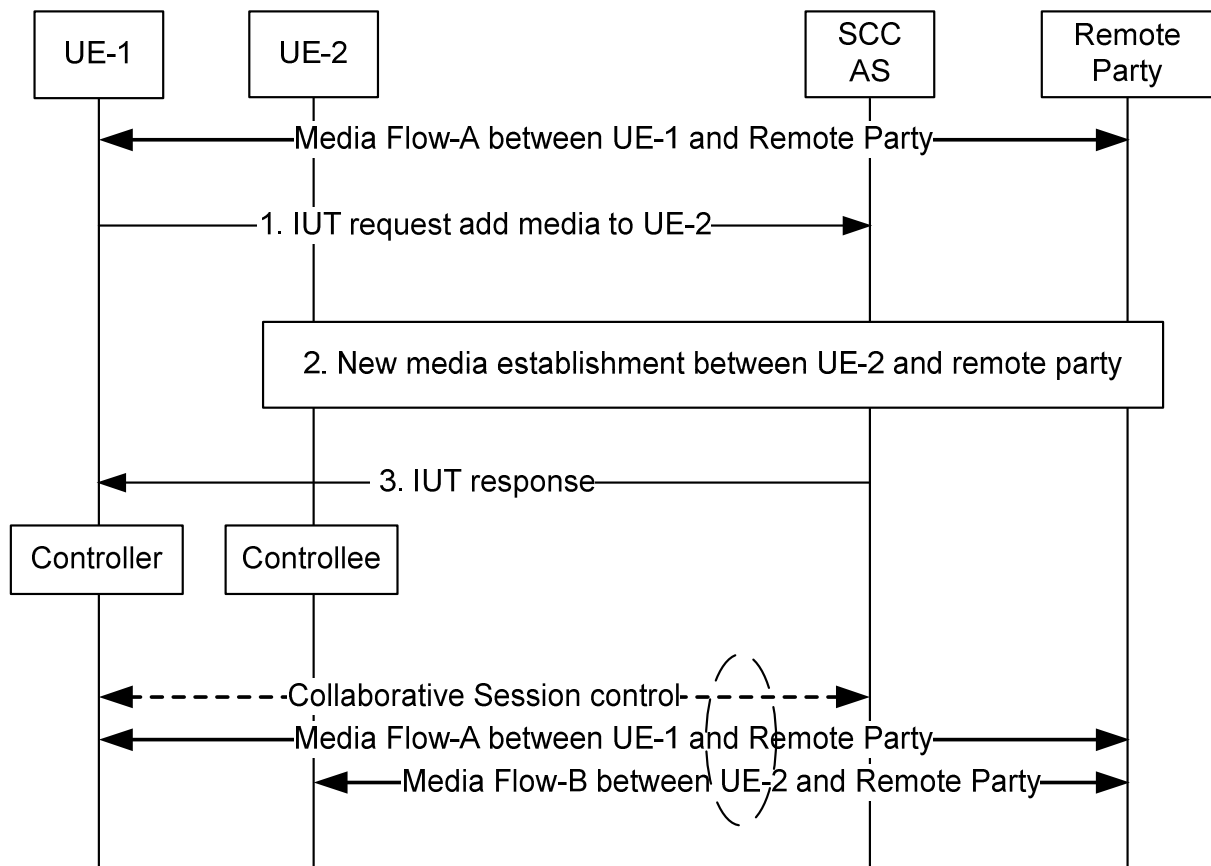 UE-1
UE-2
SCC
AS
Remote
Party
Media Flow-A between UE-1 and Remote Party
1. IUT request add media to UE-2
2. New media establishment between UE-2 and remote party
3. IUT response
Controller
Controllee
Collaborative Session control
Media Flow-A between UE-1 and Remote Party
Media Flow-B between UE-2 and Remote Party